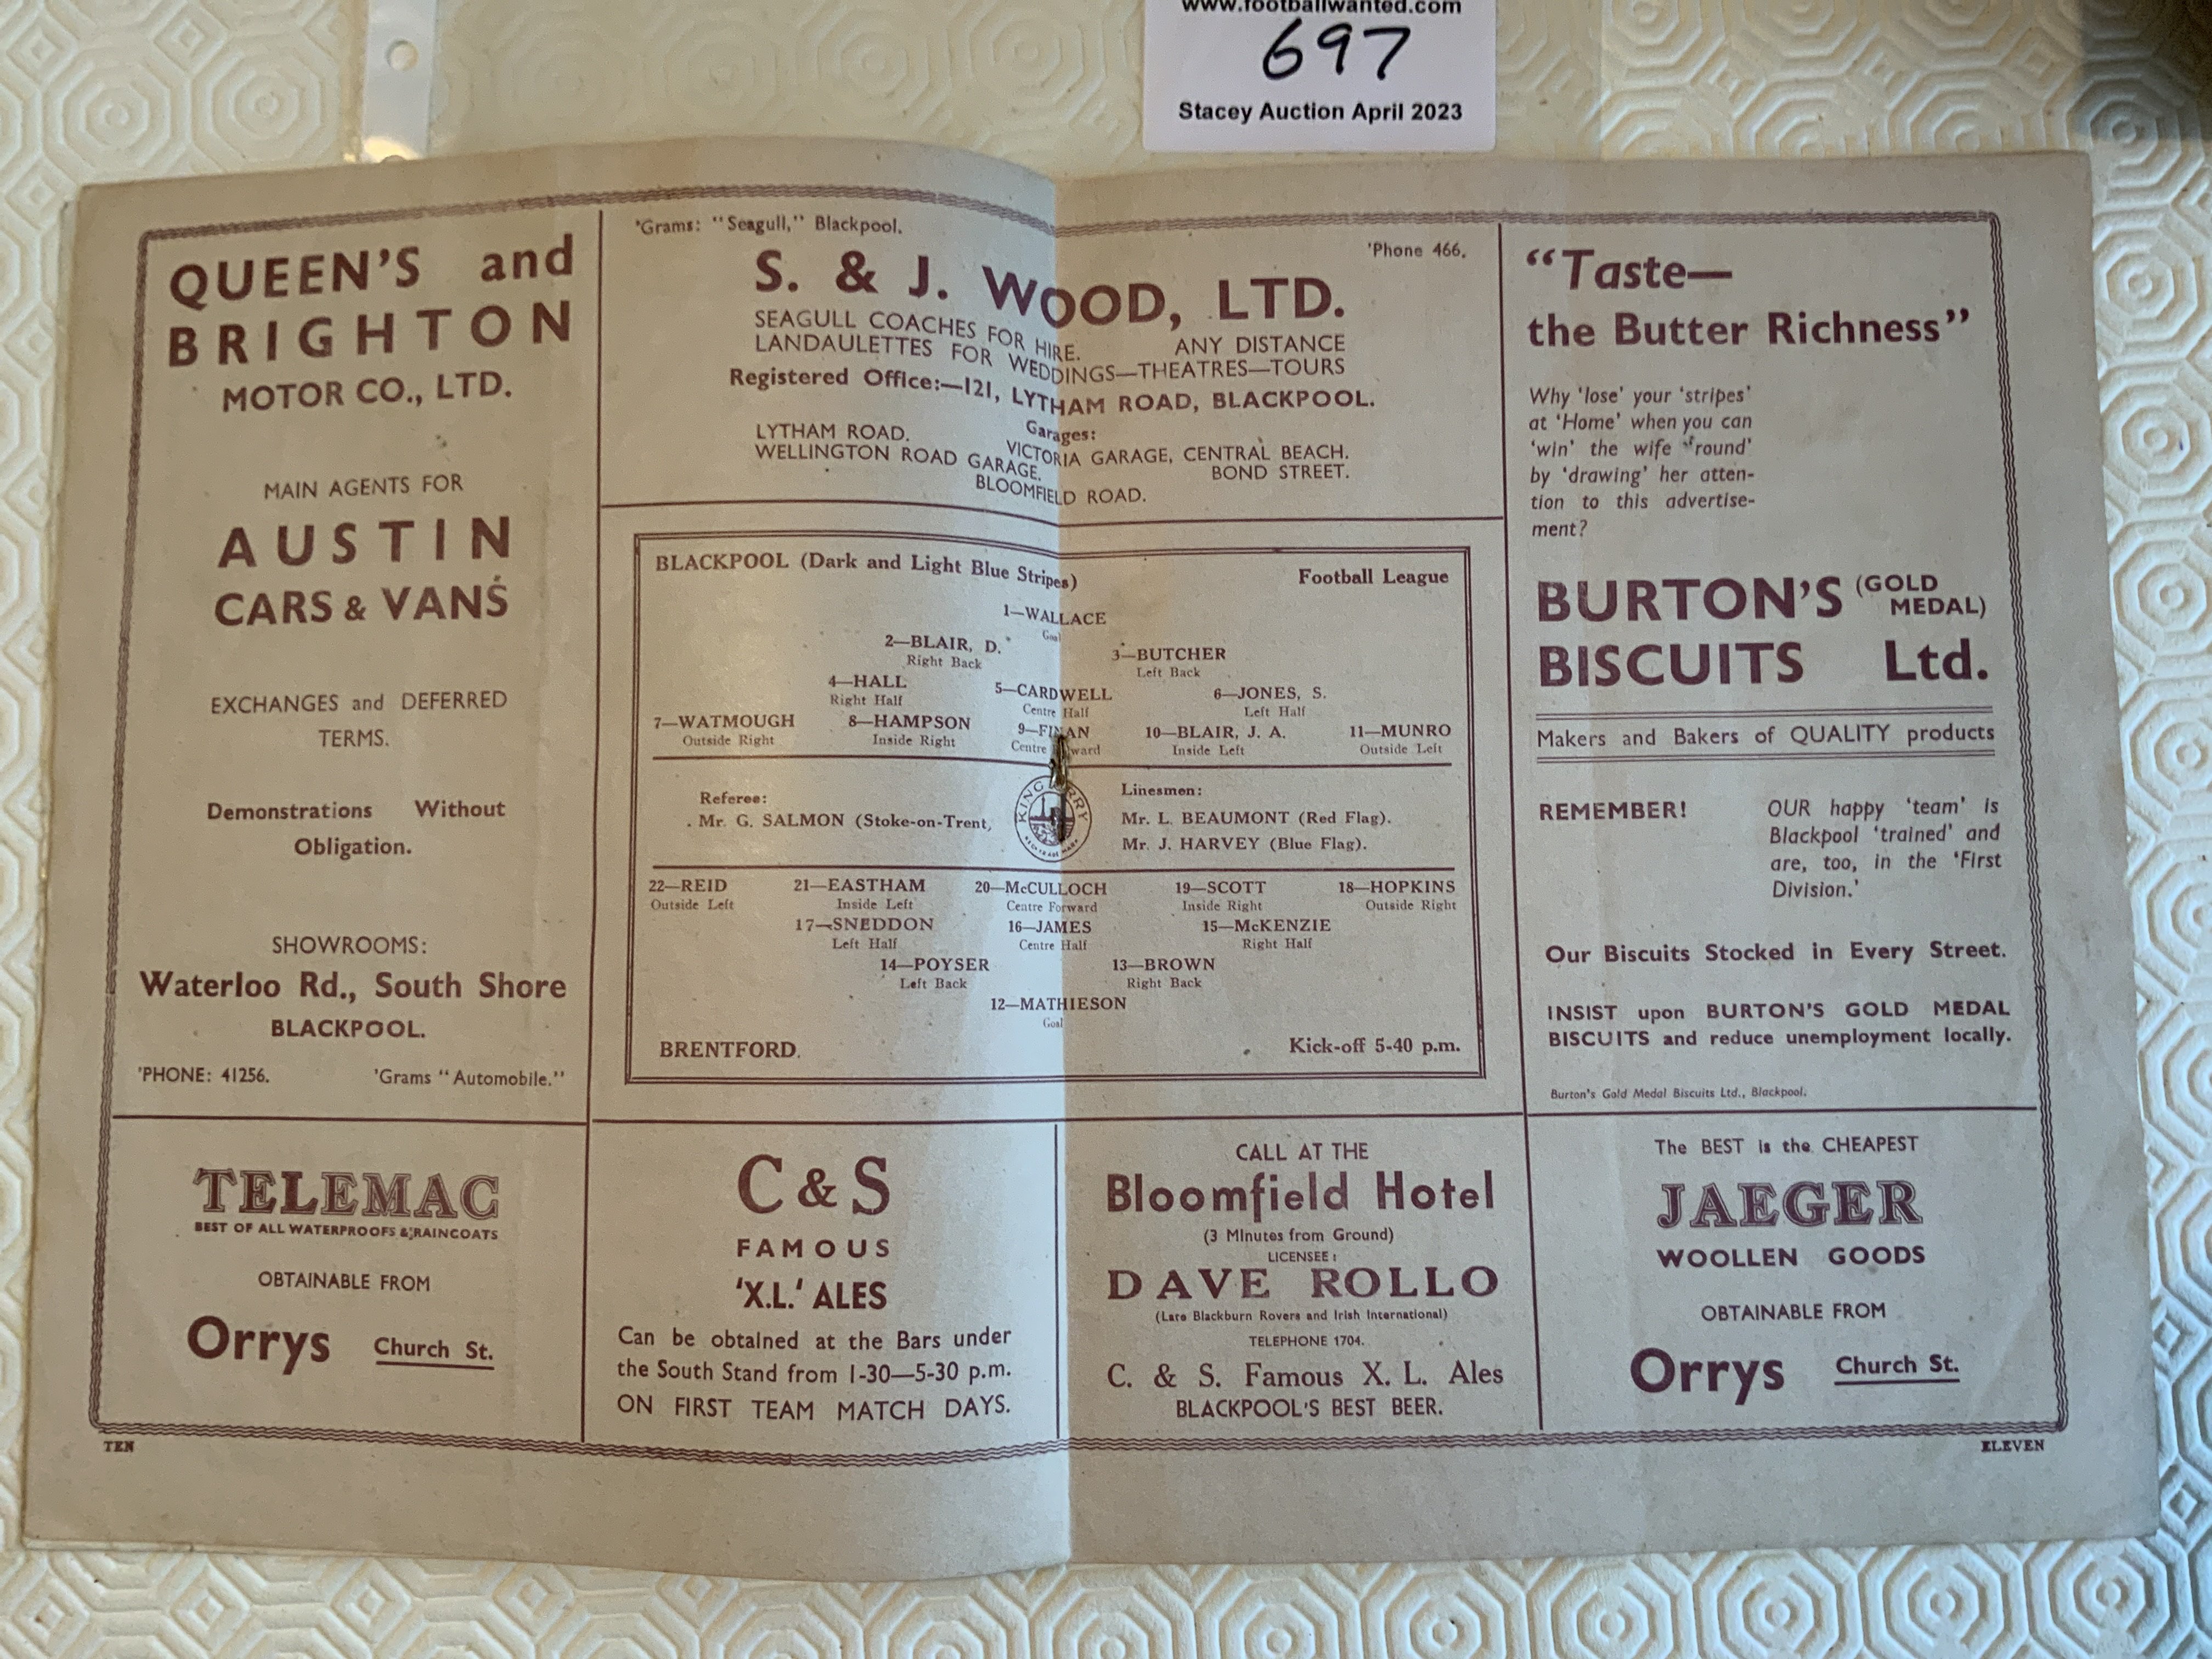 www.footballwanted.com
697
Stacey Auction April 2023
QUEEN'S and
BRIGHTON
MOTOR CO., LTD.
MAIN AGENTS FOR
AUSTIN
CARS & VANS
EXCHANGES and DEFERRED
TERMS.
Demonstrations Without
Obligation.
SHOWROOMS:
Waterloo Rd., South Shore
BLACKPOOL.
'PHONE: 41256. 'Grams "Automobile."
'Grams: "Seagull," Blackpool.
'Phone 466.
S. & J. WOOD, LTD.
SEAGULL COACHES FOR HIRE. ANY DISTANCE
LANDAULETTES FOR WEDDINGS—THEATRES—TOURS
Registered Office:—121, LYTHAM ROAD, BLACKPOOL.
Garages:
LYTHAM ROAD. VICTORIA GARAGE, CENTRAL BEACH.
WELLINGTON ROAD GARAGE. BOND STREET.
BLOOMFIELD ROAD.
BLACKPOOL (Dark and Light Blue Stripes) Football League
1—WALLACE
Goal
2—BLAIR, D. 3—BUTCHER
Right Back Left Back
4—HALL 5—CARDWELL 6—JONES, S.
Right Half Centre Half Left Half
7—WATMOUGH 8—HAMPSON 9—FINAN 10—BLAIR, J. A. 11—MUNRO
Outside Right Inside Right Centre Forward Inside Left Outside Left
Referee: Linesmen:
Mr. G. SALMON (Stoke-on-Trent, Mr. L. BEAUMONT (Red Flag).
Mr. J. HARVEY (Blue Flag).
22—REID 21—EASTHAM 20—McCULLOCH 19—SCOTT 18—HOPKINS
Outside Left Inside Left Centre Forward Inside Right Outside Right
17—SNEDDON 16—JAMES 15—McKENZIE
Left Half Centre Half Right Half
14—POYSER 13—BROWN
Left Back Right Back
12—MATHIESON
Goal
BRENTFORD. Kick-off 5-40 p.m.
"Taste—
the Butter Richness"
Why 'lose' your 'stripes'
at 'Home' when you can
'win' the wife 'round'
by 'drawing' her atten-
tion to this advertise-
ment?
BURTON'S (GOLD MEDAL)
BISCUITS Ltd.
Makers and Bakers of QUALITY products
REMEMBER! OUR happy 'team' is
Blackpool 'trained' and
are, too, in the 'First
Division.'
Our Biscuits Stocked in Every Street.
INSIST upon BURTON'S GOLD MEDAL
BISCUITS and reduce unemployment locally.
Burton's Gold Medal Biscuits Ltd., Blackpool.
TELEMAC
BEST OF ALL WATERPROOFS & RAINCOATS
OBTAINABLE FROM
Orrys Church St.
C & S
FAMOUS
'X.L.' ALES
Can be obtained at the Bars under
the South Stand from 1-30—5-30 p.m.
ON FIRST TEAM MATCH DAYS.
CALL AT THE
Bloomfield Hotel
(3 Minutes from Ground)
LICENSEE:
DAVE ROLLO
(Late Blackburn Rovers and Irish International)
TELEPHONE 1704.
C. & S. Famous X. L. Ales
BLACKPOOL'S BEST BEER.
The BEST is the CHEAPEST
JAEGER
WOOLLEN GOODS
OBTAINABLE FROM
Orrys Church St.
TEN
ELEVEN